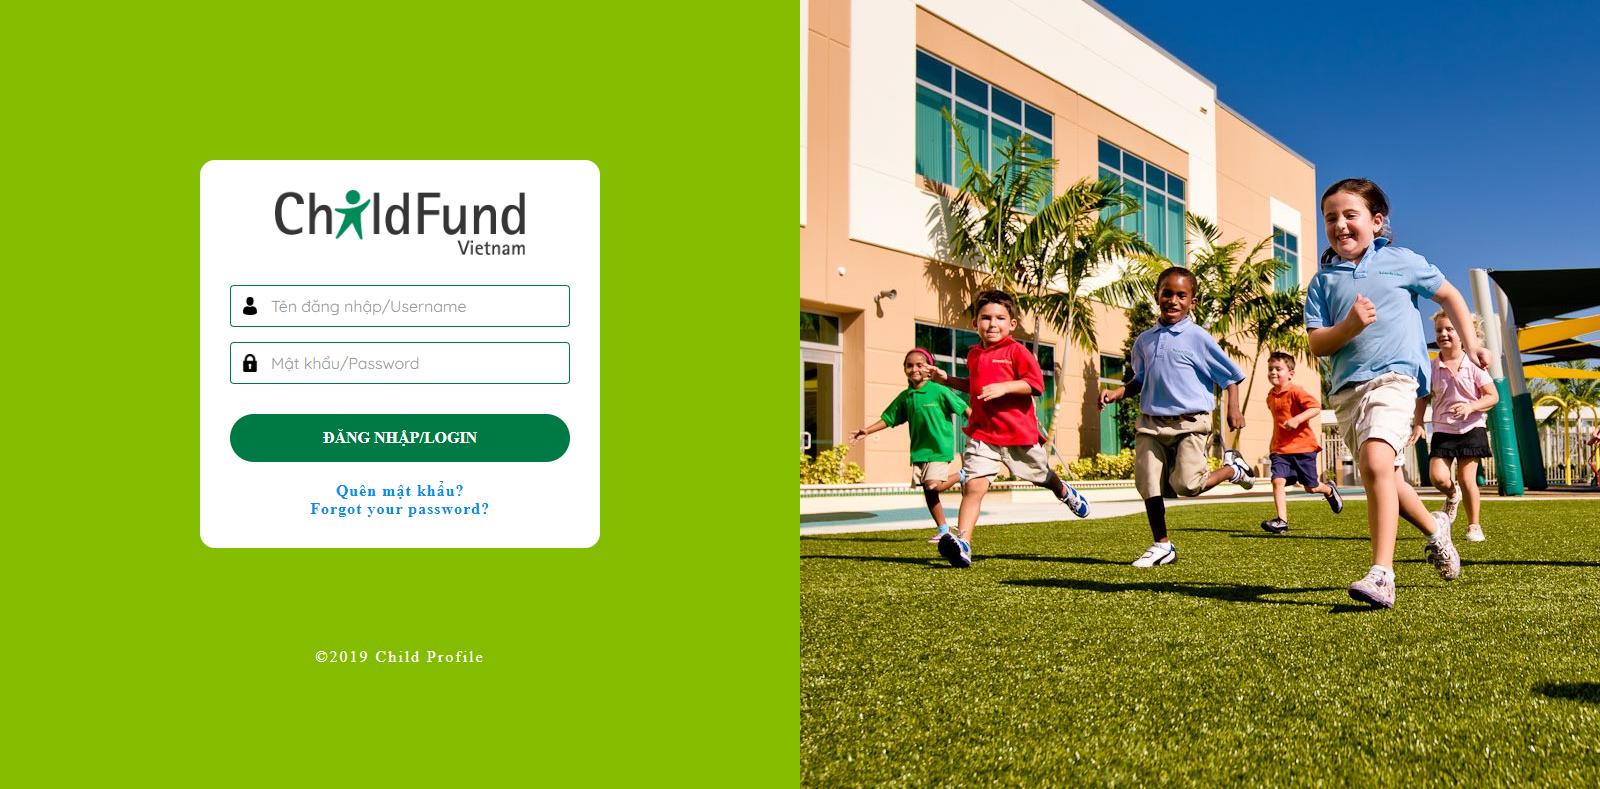 ChildFund
Vietnam
Tên đăng nhập/Username
Mật khẩu/Password
ĐĂNG NHẬP/LOGIN
Quên mật khẩu?
Forgot your password?
©2019 Child Profile